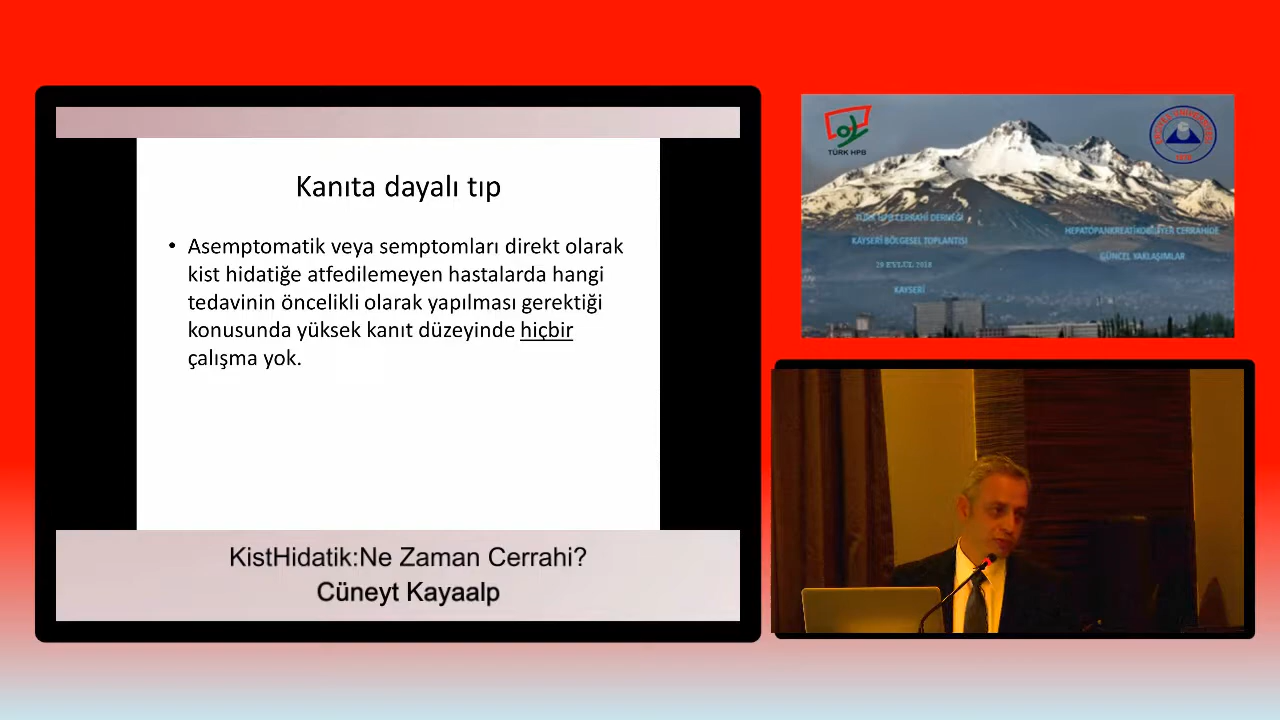 Kanıta dayalı tıp
• Asemptomatik veya semptomları direkt olarak
kist hidatiğe atfedilemeyen hastalarda hangi
tedavinin öncelikli olarak yapılması gerektiği
konusunda yüksek kanıt düzeyinde hiçbir
çalışma yok.
KistHidatik:Ne Zaman Cerrahi?
Cüneyt Kayaalp
TÜRK HPB
TÜRK HPB CERRAHİ DERNEĞİ
KAYSERİ BÖLGESEL TOPLANTISI
29 EYLÜL 2018
KAYSERİ
HEPATOPANKREATİKOBİLİYER CERRAHİDE
GÜNCEL YAKLAŞIMLAR